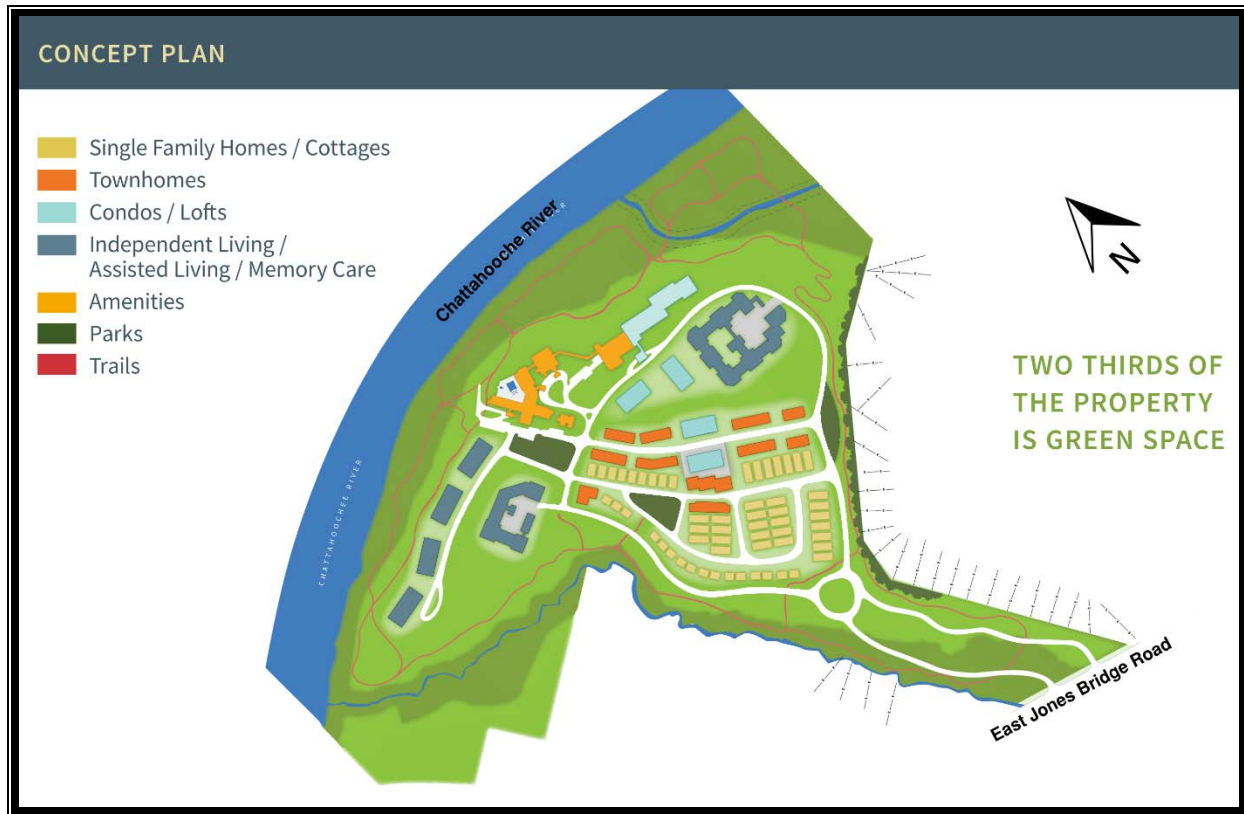 CONCEPT PLAN
Single Family Homes / Cottages
Townhomes
Condos / Lofts
Independent Living /
Assisted Living / Memory Care
Amenities
Parks
Trails
Chattahooche River
CHATTAHOOCHEE RIVER
N
TWO THIRDS OF
THE PROPERTY
IS GREEN SPACE
East Jones Bridge Road